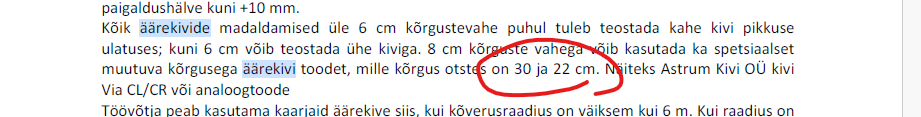 paigaldushälve kuni +10 mm.
Kõik äärekivide madaldamised üle 6 cm kõrgustevahe puhul tuleb teostada kahe kivi pikkuse
ulatuses; kuni 6 cm võib teostada ühe kiviga. 8 cm kõrguste vahega võib kasutada ka spetsiaalset
muutuva kõrgusega äärekivi toodet, mille kõrgus otstes on 30 ja 22 cm. Näiteks Astrum Kivi OÜ kivi
Via CL/CR või analoogtoode
Töövõtja peab kasutama kaarjaid äärekive siis, kui kõverusraadius on väiksem kui 6 m. Kui raadius on